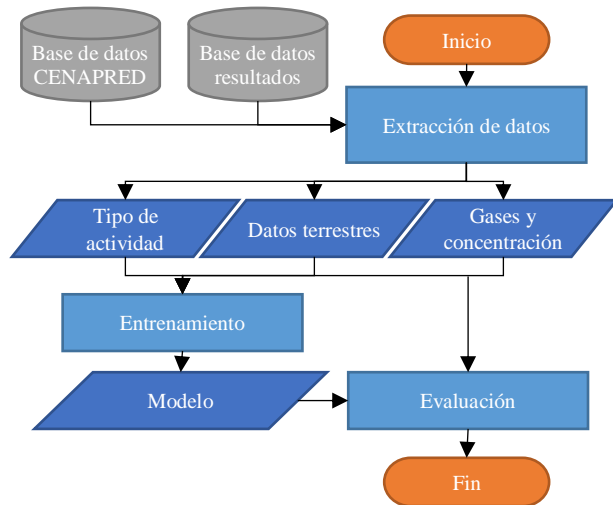 Base de datos
CENAPRED
Base de datos
resultados
Inicio
Extracción de datos
Tipo de
actividad
Datos terrestres
Gases y
concentración
Entrenamiento
Modelo
Evaluación
Fin